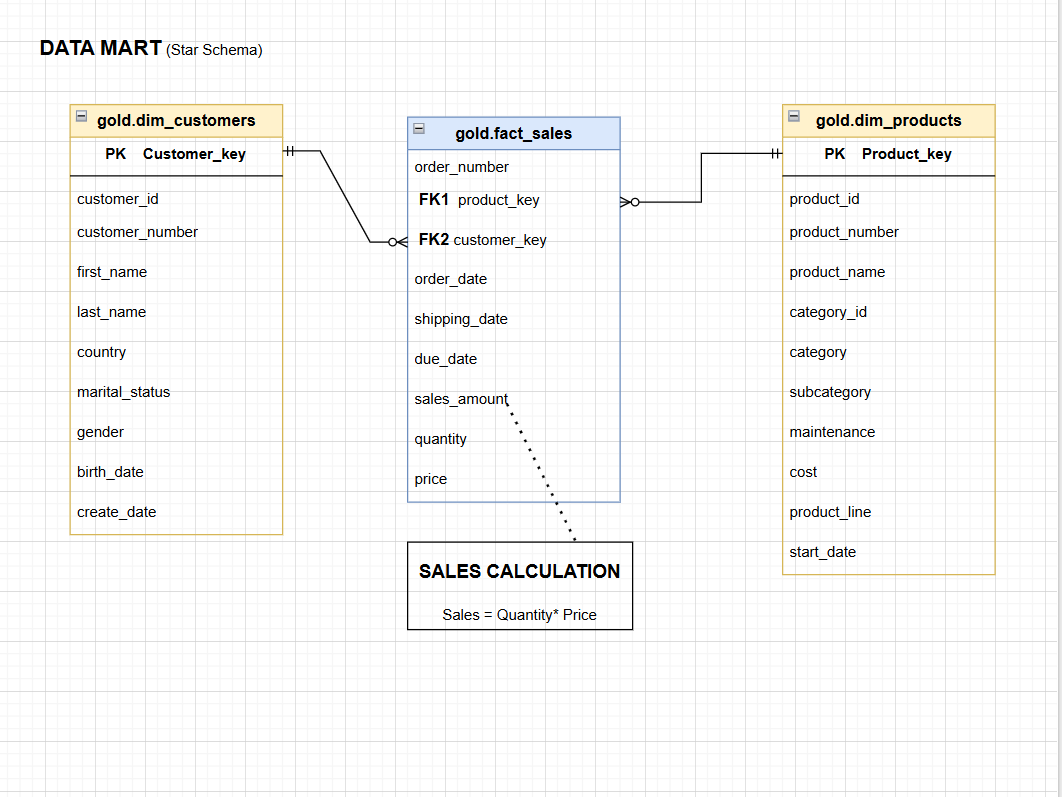 DATA MART (Star Schema)
gold.dim_customers
PK Customer_key
customer_id
customer_number
first_name
last_name
country
marital_status
gender
birth_date
create_date
gold.fact_sales
order_number
FK1 product_key
FK2 customer_key
order_date
shipping_date
due_date
sales_amount
quantity
price
SALES CALCULATION
Sales = Quantity* Price
gold.dim_products
PK Product_key
product_id
product_number
product_name
category_id
category
subcategory
maintenance
cost
product_line
start_date